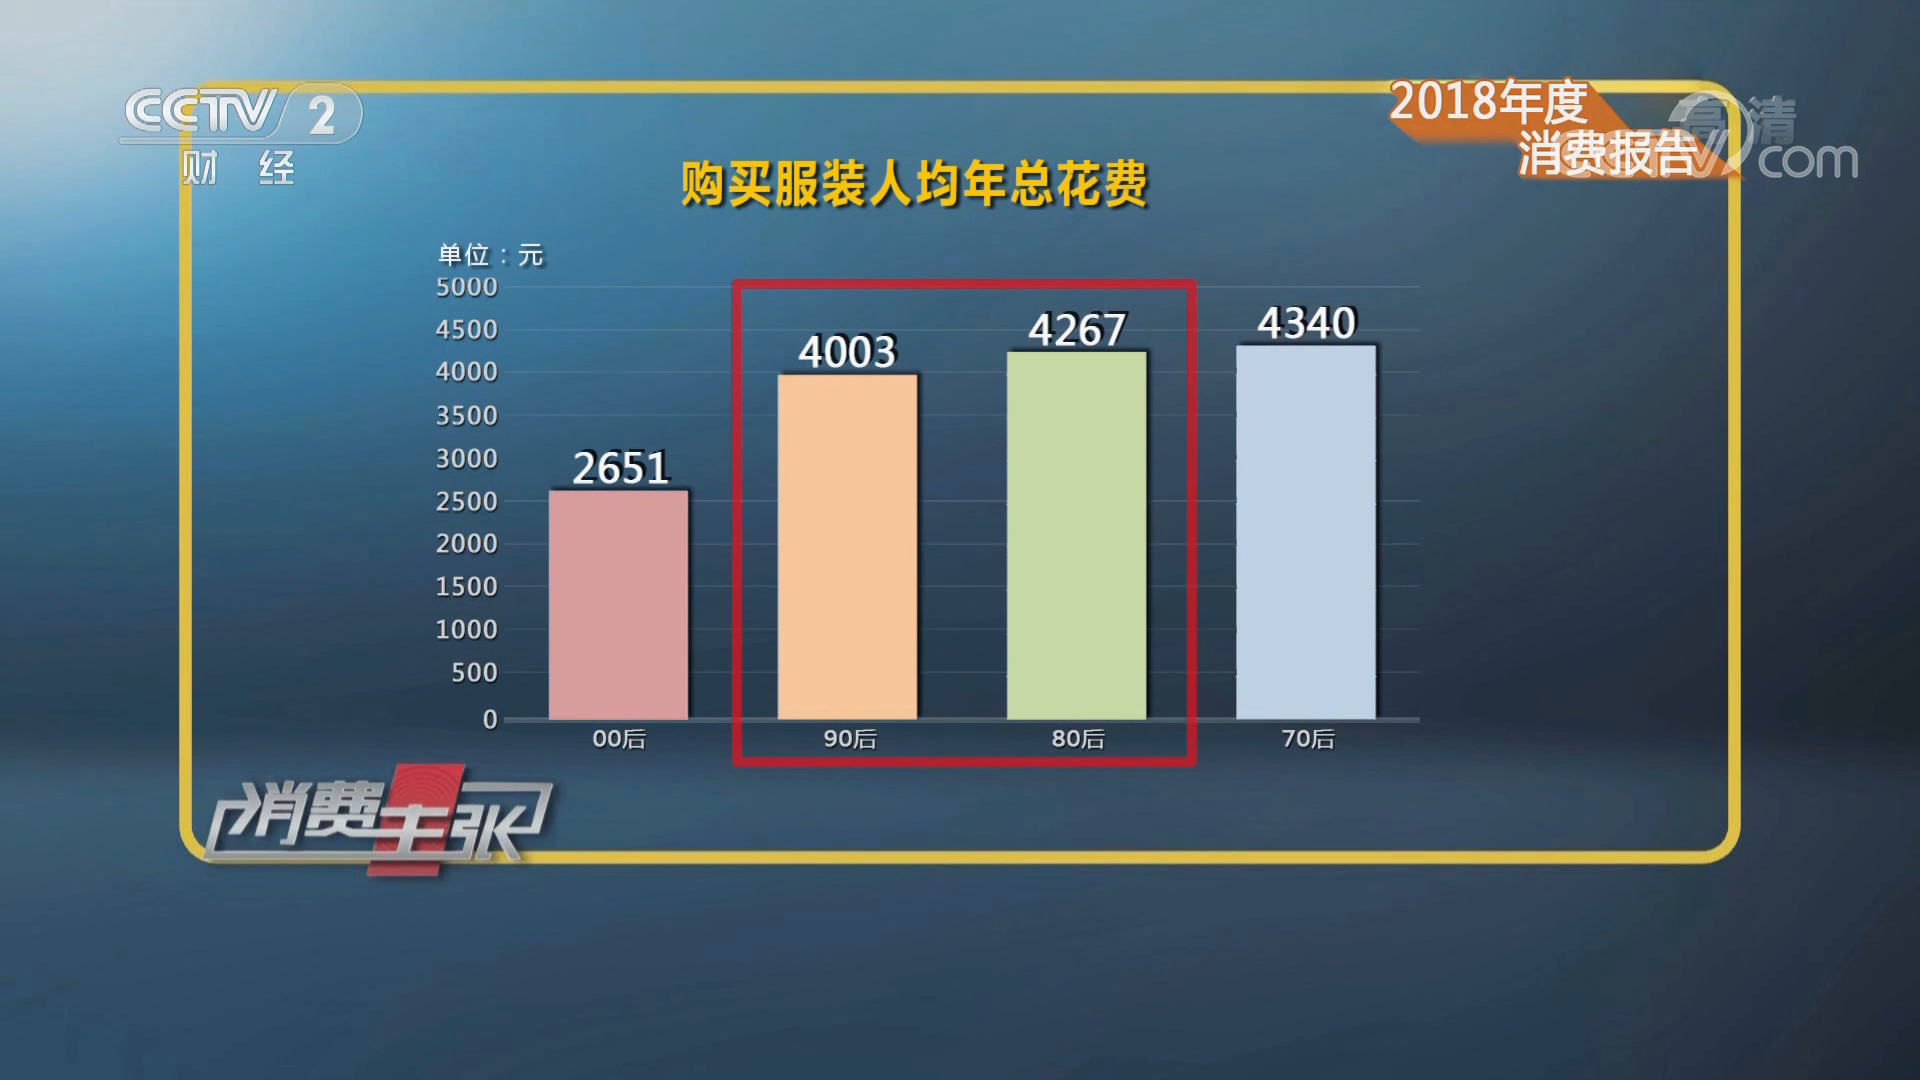 CCTV 2
财 经
2018年度
消费报告
高清
CCTV.com
购买服装人均年总花费
单位：元
5000
4500
4000
3500
3000
2500
2000
1500
1000
500
0
2651
4003
4267
4340
00后
90后
80后
70后
消费主张